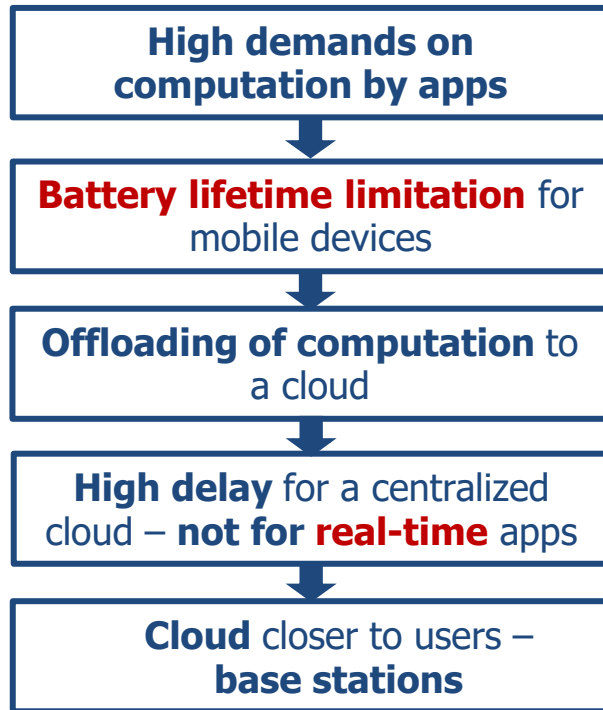 High demands on
computation by apps
Battery lifetime limitation for
mobile devices
Offloading of computation to
a cloud
High delay for a centralized
cloud – not for real-time apps
Cloud closer to users –
base stations